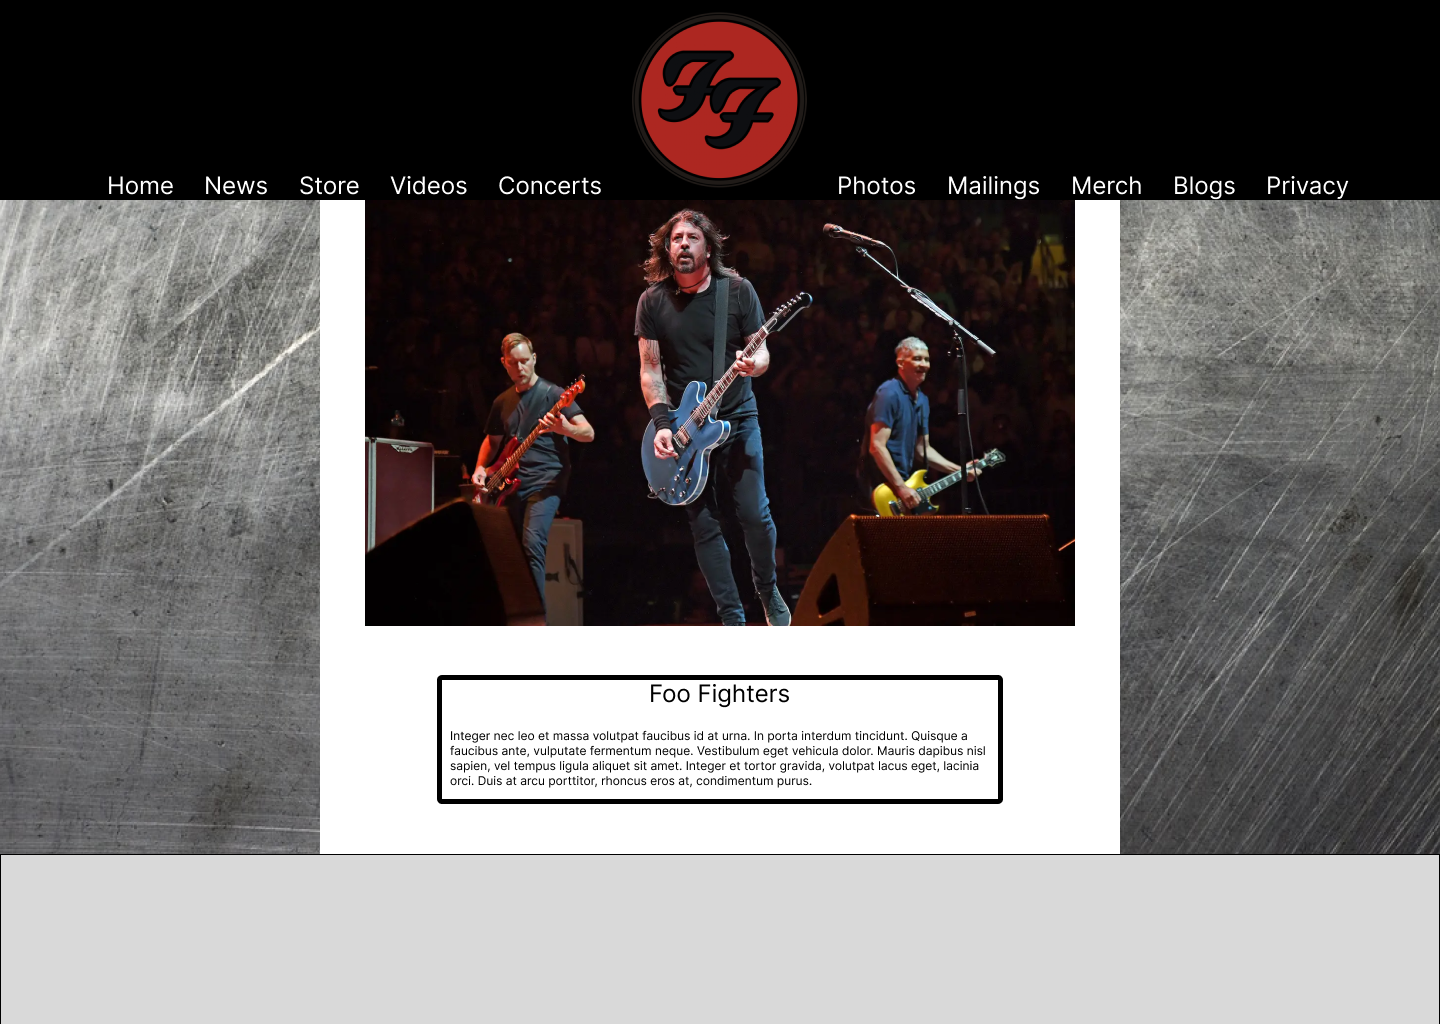 FF
Home News Store Videos Concerts Photos Mailings Merch Blogs Privacy
Foo Fighters
Integer nec leo et massa volutpat faucibus id at urna. In porta interdum tincidunt. Quisque a
faucibus ante, vulputate fermentum neque. Vestibulum eget vehicula dolor. Mauris dapibus nisl
sapien, vel tempus ligula aliquet sit amet. Integer et tortor gravida, volutpat lacus eget, lacinia
orci. Duis at arcu porttitor, rhoncus eros at, condimentum purus.